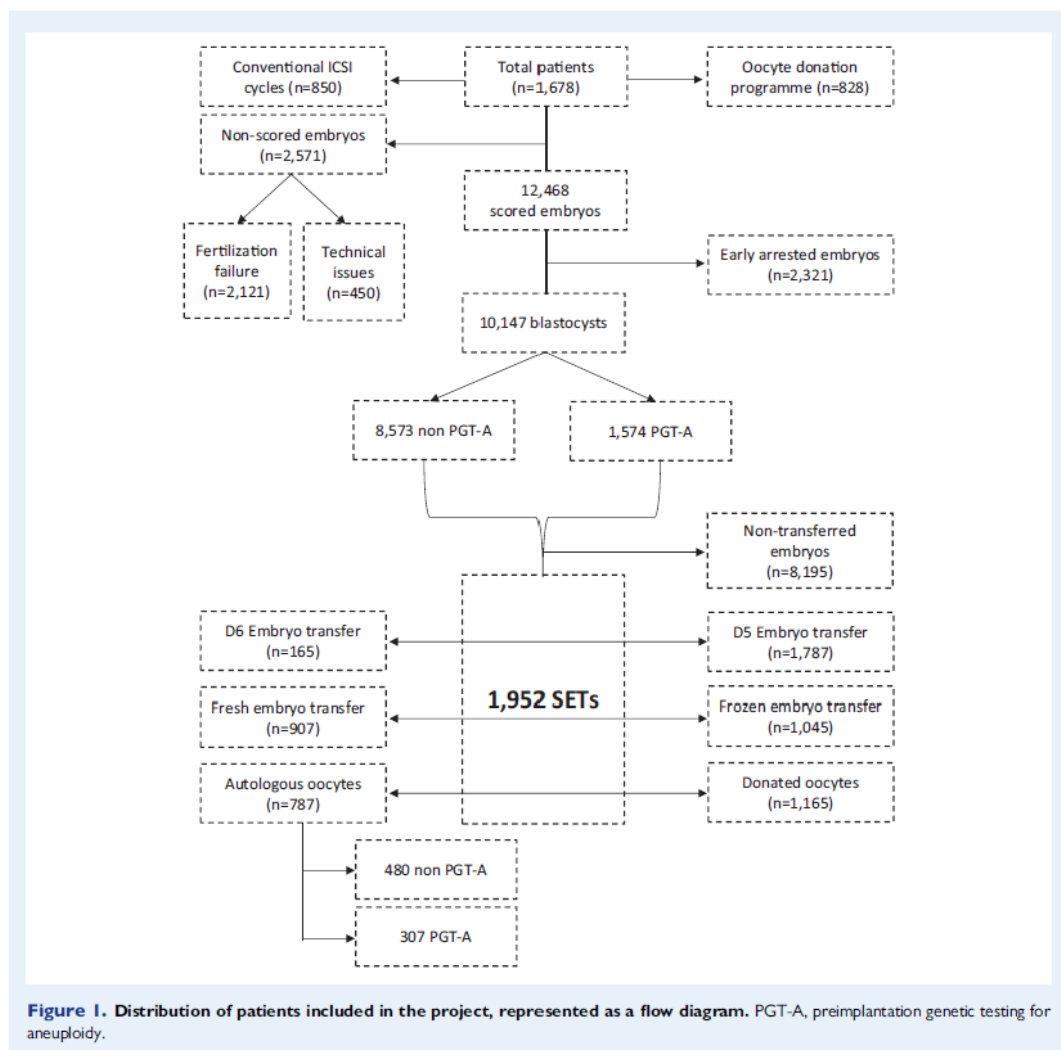 Conventional ICSI
cycles (n=850)
Total patients
(n=1,678)
Oocyte donation
programme (n=828)
Non-scored embryos
(n=2,571)
12,468
scored embryos
Fertilization
failure
(n=2,121)
Technical
issues
(n=450)
Early arrested embryos
(n=2,321)
10,147 blastocysts
8,573 non PGT-A
1,574 PGT-A
Non-transferred
embryos
(n=8,195)
D6 Embryo transfer
(n=165)
D5 Embryo transfer
(n=1,787)
1,952 SETs
Fresh embryo transfer
(n=907)
Frozen embryo transfer
(n=1,045)
Autologous oocytes
(n=787)
Donated oocytes
(n=1,165)
480 non PGT-A
307 PGT-A
Figure 1. Distribution of patients included in the project, represented as a flow diagram. PGT-A, preimplantation genetic testing for
aneuploidy.